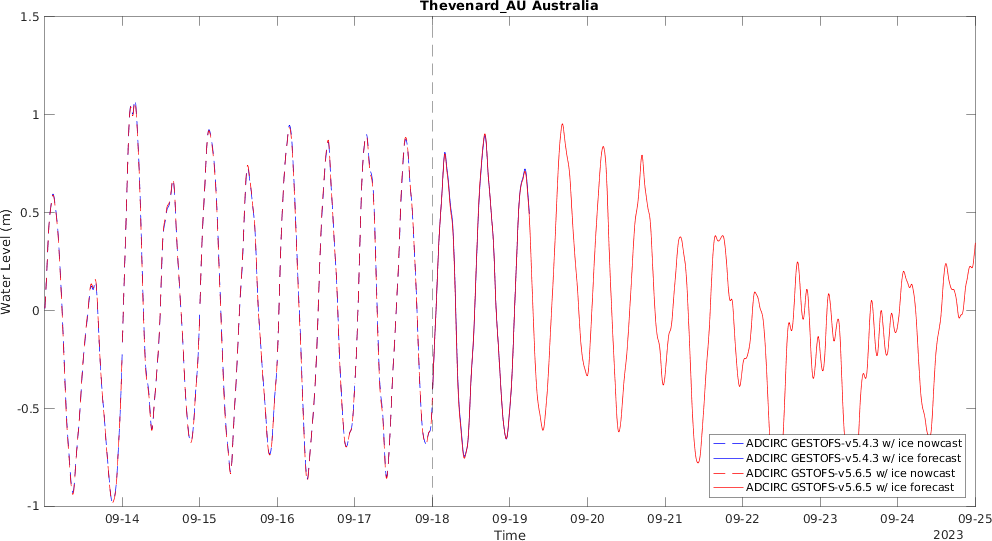 Thevenard_AU Australia
1.5
1
0.5
0
-0.5
-1
Water Level (m)
09-14
09-15
09-16
09-17
09-18
09-19
09-20
09-21
09-22
09-23
09-24
09-25
Time
2023
ADCIRC GESTOFS-v5.4.3 w/ ice nowcast
ADCIRC GESTOFS-v5.4.3 w/ ice forecast
ADCIRC GSTOFS-v5.6.5 w/ ice nowcast
ADCIRC GSTOFS-v5.6.5 w/ ice forecast